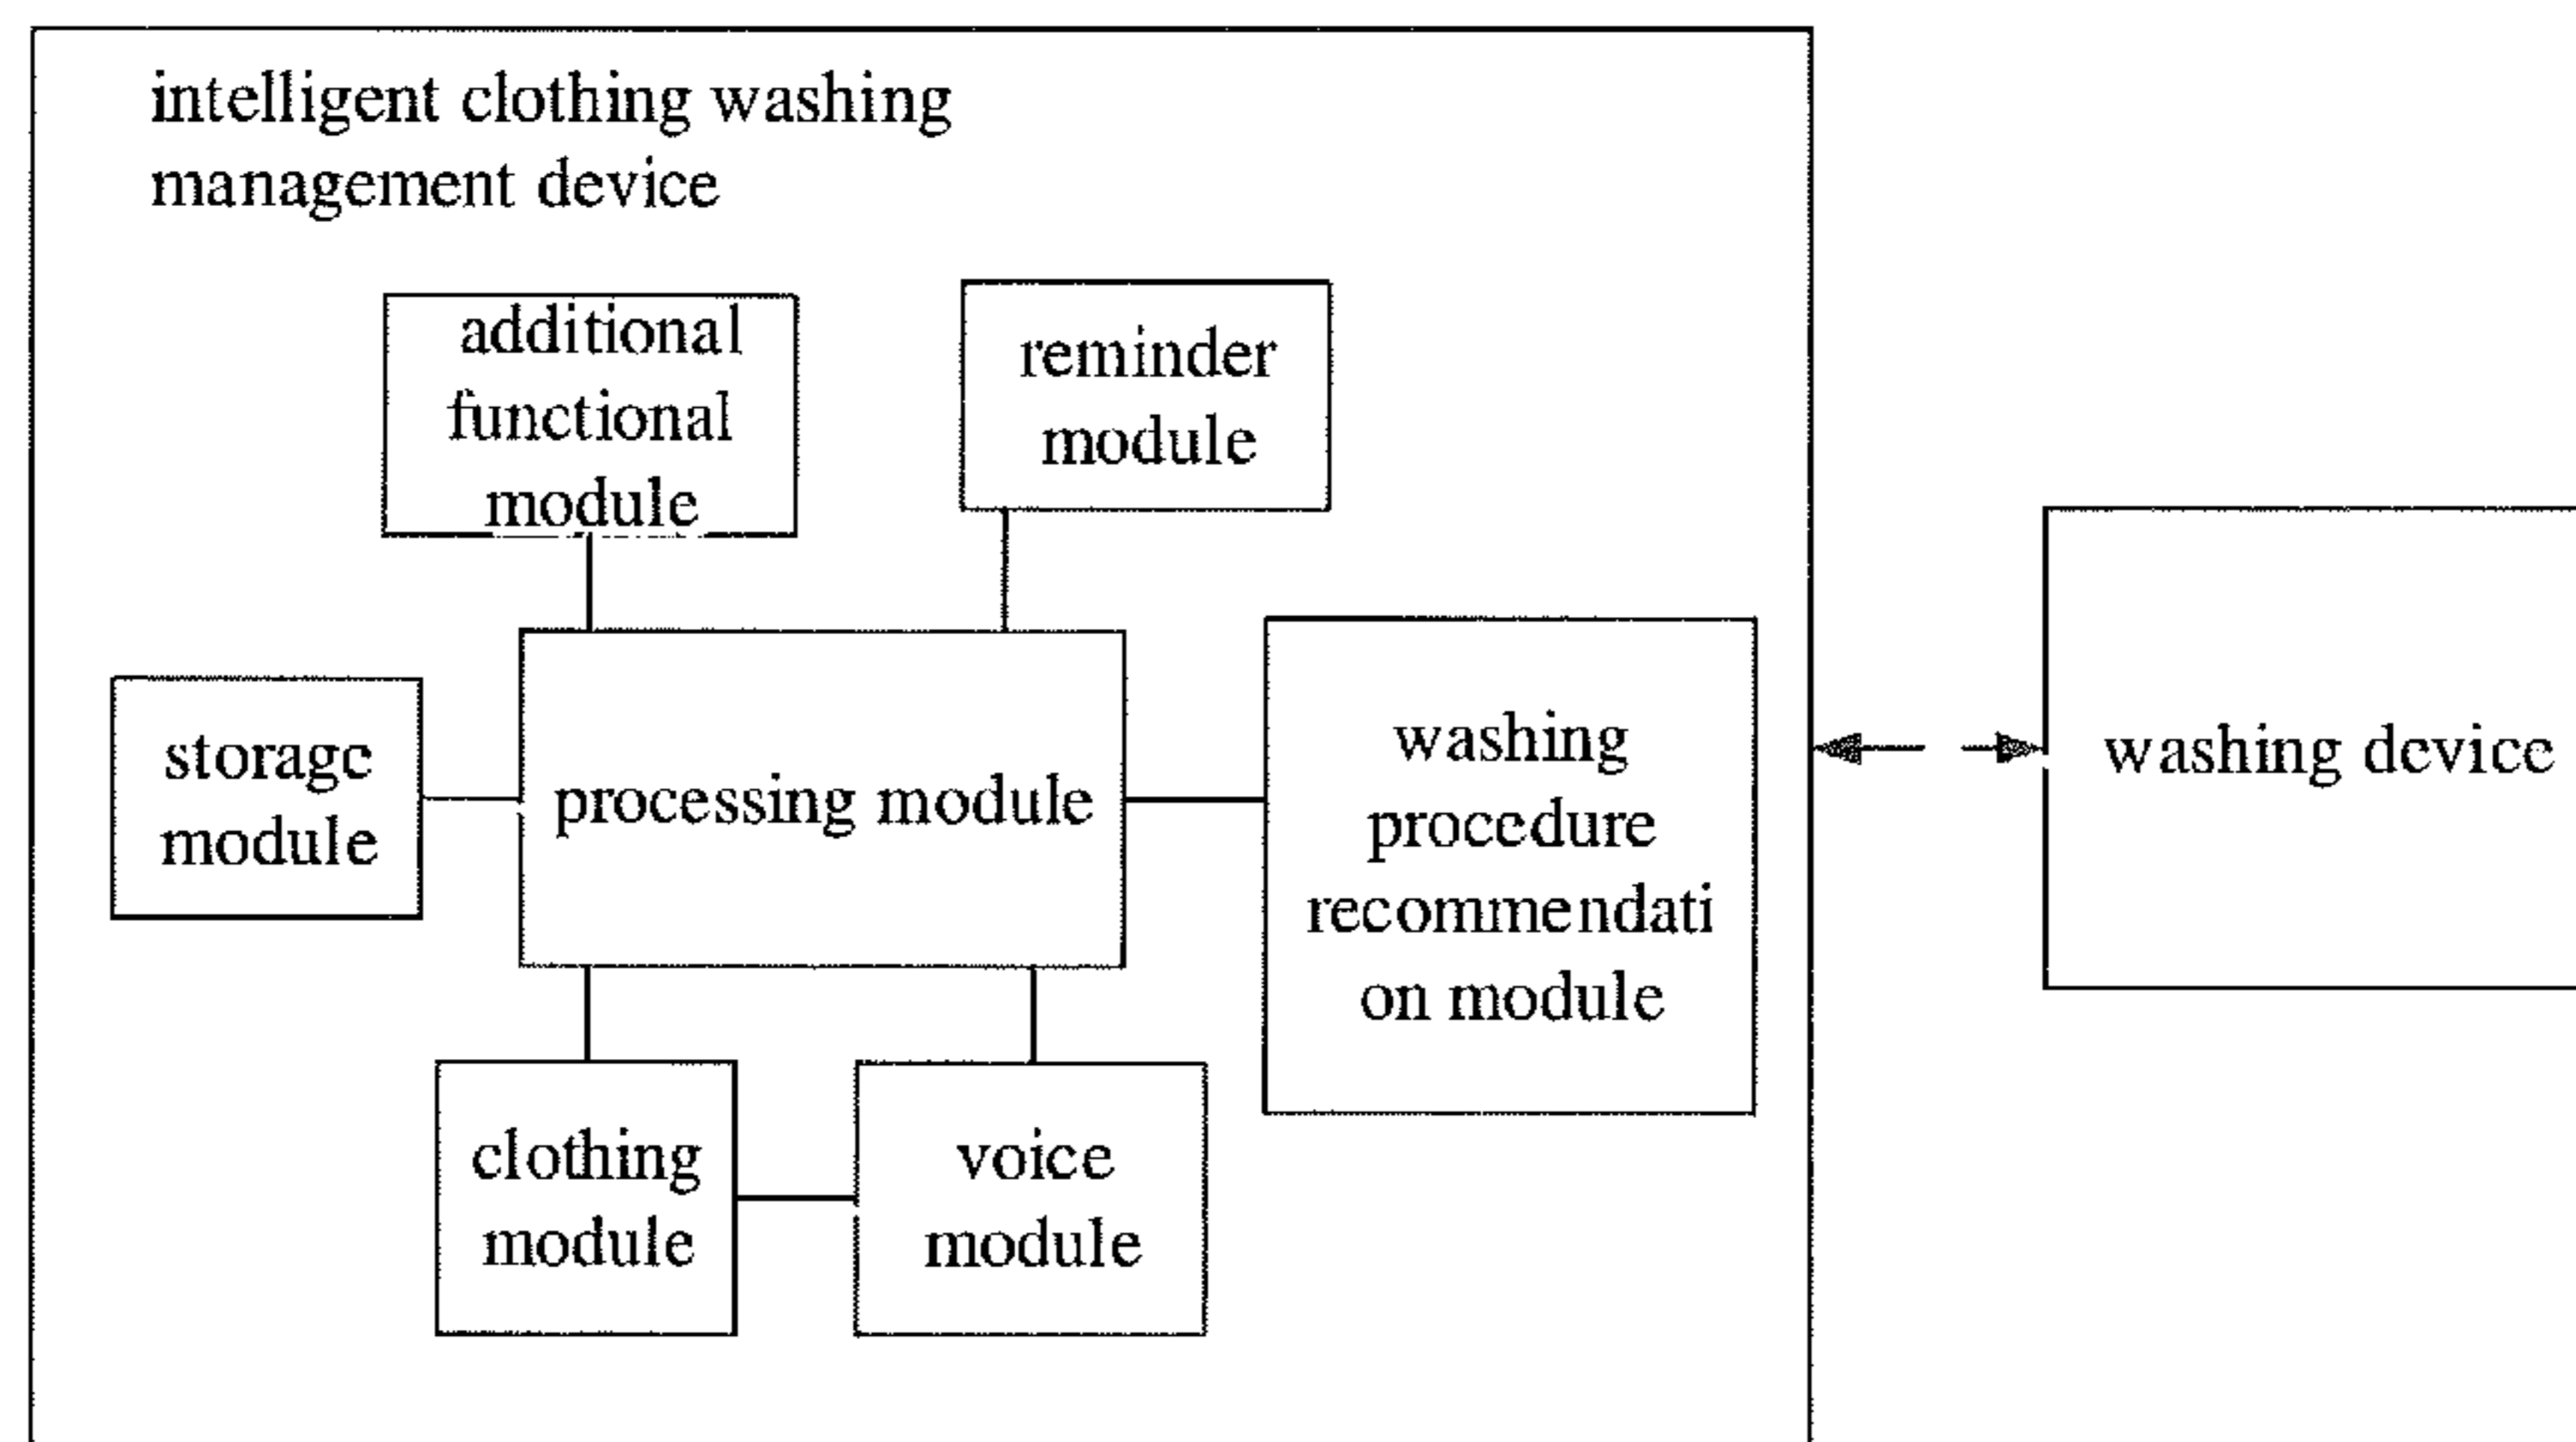 intelligent clothing washing
management device
additional
functional
module
reminder
module
storage
module
processing module
washing
procedure
recommendati
on module
washing device
clothing
module
voice
module